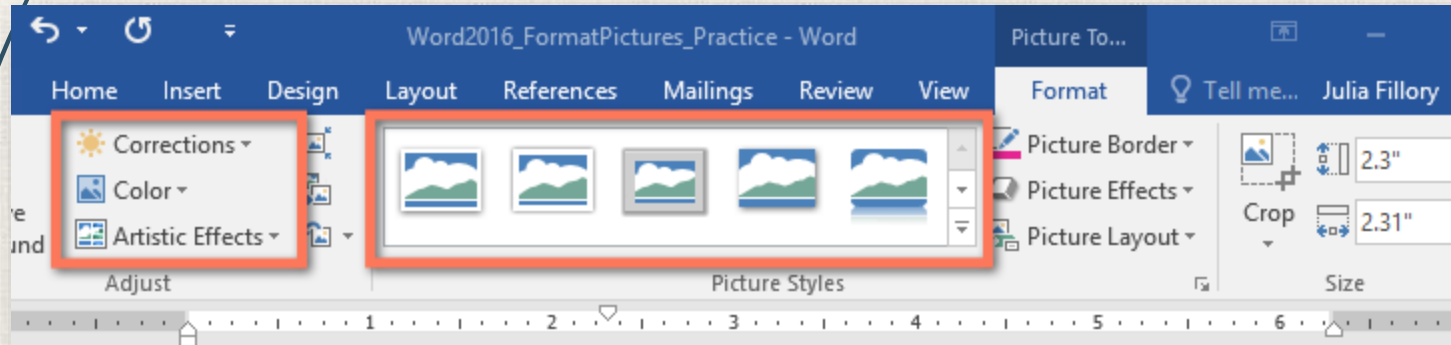 Word2016_FormatPictures_Practice - Word
Picture To...
Home Insert Design Layout References Mailings Review View Format Tell me... Julia Fillory
Corrections
Color
Artistic Effects
Adjust
Picture Styles
Picture Border
Picture Effects
Picture Layout
Crop
2.3"
2.31"
Size
1 2 3 4 5 6